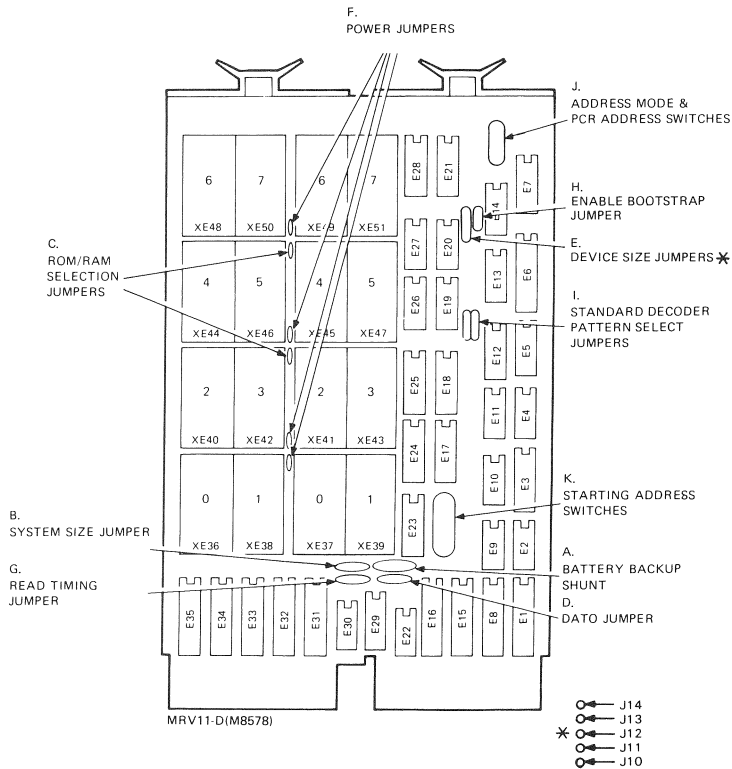 F.
POWER JUMPERS
J.
ADDRESS MODE &
PCR ADDRESS SWITCHES
H.
ENABLE BOOTSTRAP
JUMPER
E.
DEVICE SIZE JUMPERS *
I.
STANDARD DECODER
PATTERN SELECT
JUMPERS
C.
ROM/RAM
SELECTION
JUMPERS
6 7 6 7
XE48 XE50 XE49 XE51
4 5 4 5
XE44 XE46 XE45 XE47
2 3 2 3
XE40 XE42 XE41 XE43
0 1 0 1
XE36 XE38 XE37 XE39
E28 E21 E7
14
E27 E20 E13 E6
E26 E19
E12 E5
E25 E18
E11 E4
E24 E17
E10 E3
E23 E9 E2
K.
STARTING ADDRESS
SWITCHES
B.
SYSTEM SIZE JUMPER
G.
READ TIMING
JUMPER
A.
BATTERY BACKUP
SHUNT
D.
DATO JUMPER
E35 E34 E33 E32 E31 E30 E29 E22 E16 E15 E8 E1
MRV11-D(M8578)
J14
J13
* J12
J11
J10